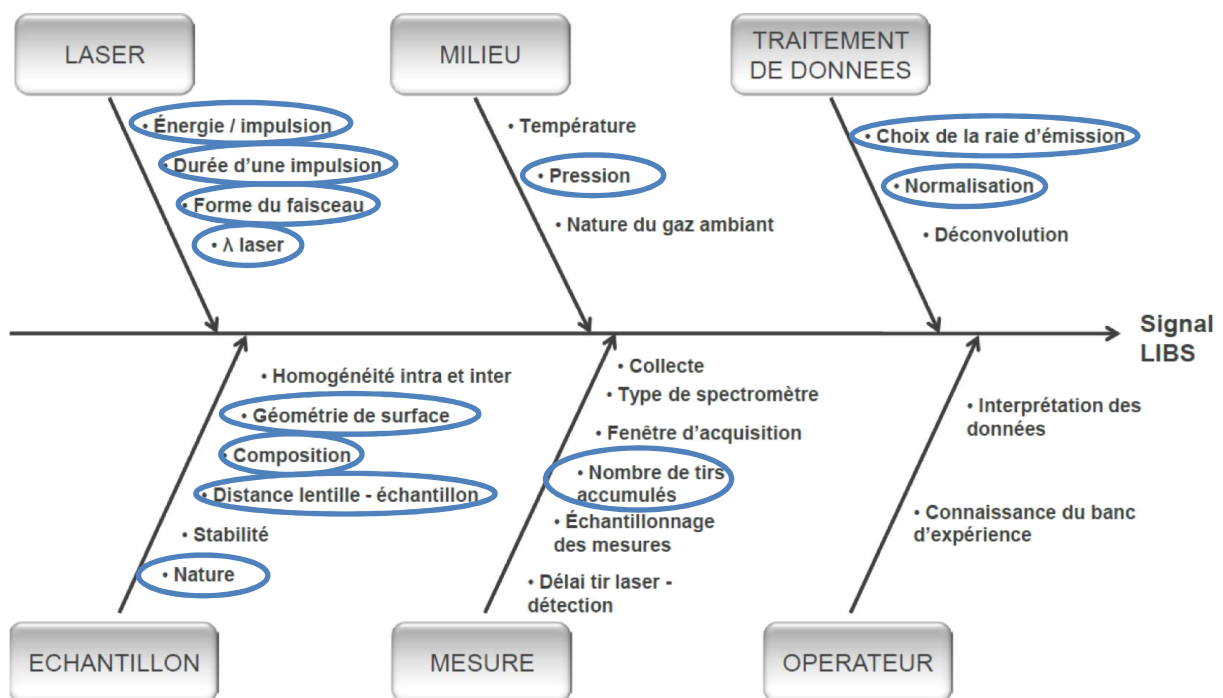 LASER
MILIEU
TRAITEMENT
DE DONNEES
• Énergie / impulsion
• Durée d'une impulsion
• Forme du faisceau
• λ laser
• Température
• Pression
• Nature du gaz ambiant
• Choix de la raie d'émission
• Normalisation
• Déconvolution
Signal
LIBS
• Homogénéité intra et inter
• Géométrie de surface
• Composition
• Distance lentille - échantillon
• Stabilité
• Nature
• Collecte
• Type de spectromètre
• Fenêtre d'acquisition
• Nombre de tirs
accumulés
• Échantillonnage
des mesures
• Délai tir laser -
détection
• Interprétation des
données
• Connaissance du banc
d'expérience
ECHANTILLON
MESURE
OPERATEUR